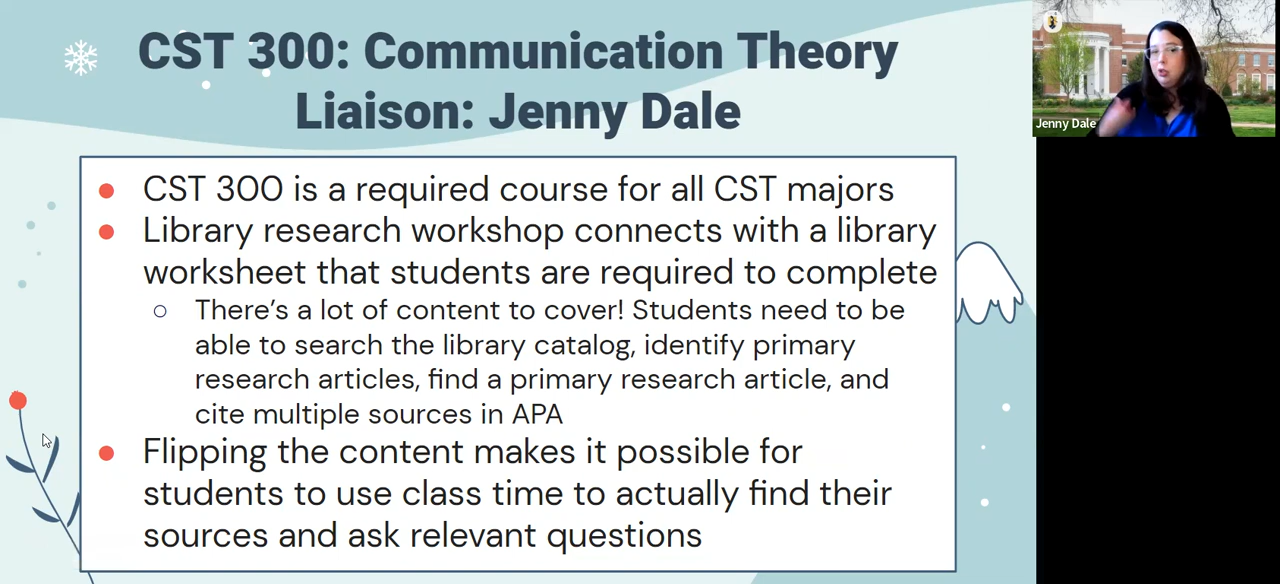 CST 300: Communication Theory
Liaison: Jenny Dale
Jenny Dale
● CST 300 is a required course for all CST majors
● Library research workshop connects with a library
worksheet that students are required to complete
○ There's a lot of content to cover! Students need to be
able to search the library catalog, identify primary
research articles, find a primary research article, and
cite multiple sources in APA
● Flipping the content makes it possible for
students to use class time to actually find their
sources and ask relevant questions